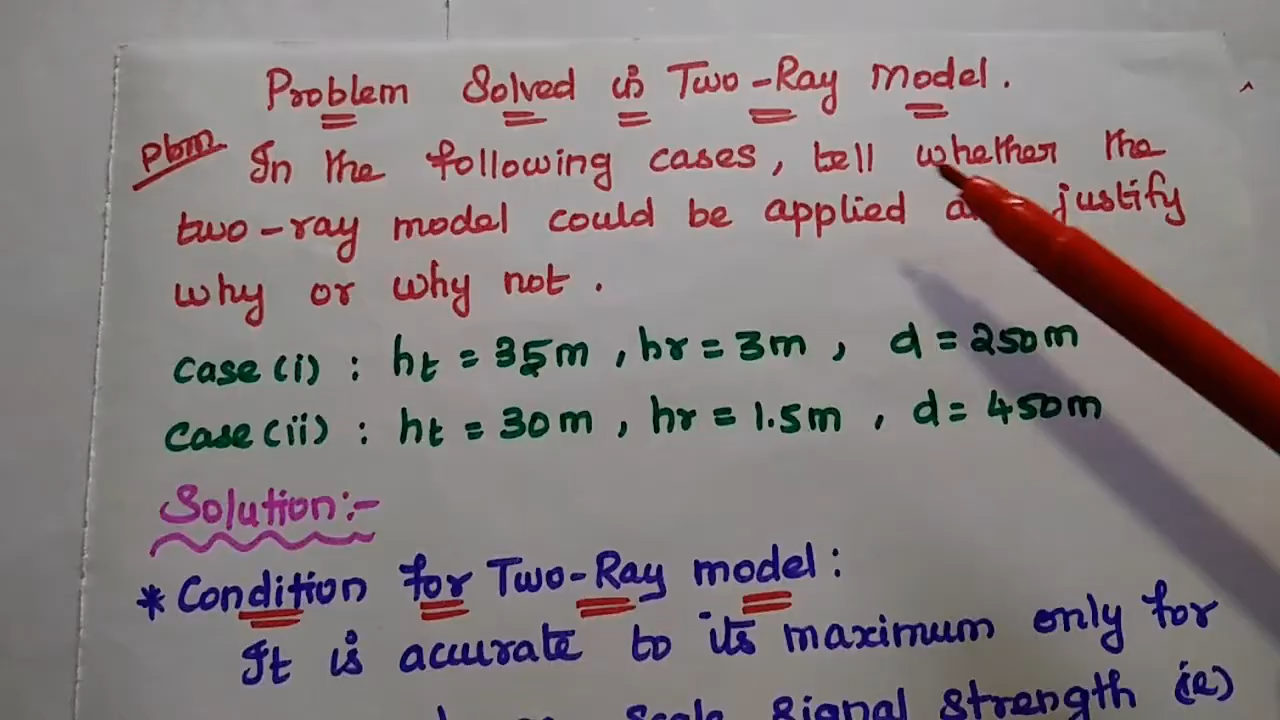 Problem Solved in Two-Ray Model.
Pbm
In the following cases, tell whether the
two-ray model could be applied justify
why or why not.
Case (i) : ht = 35m, hr = 3m, d = 250m
Case (ii) : ht = 30m, hr = 1.5m, d = 450m
Solution:-
* Condition for Two-Ray model:
It is accurate to its maximum only for
Scale signal strength (ie)